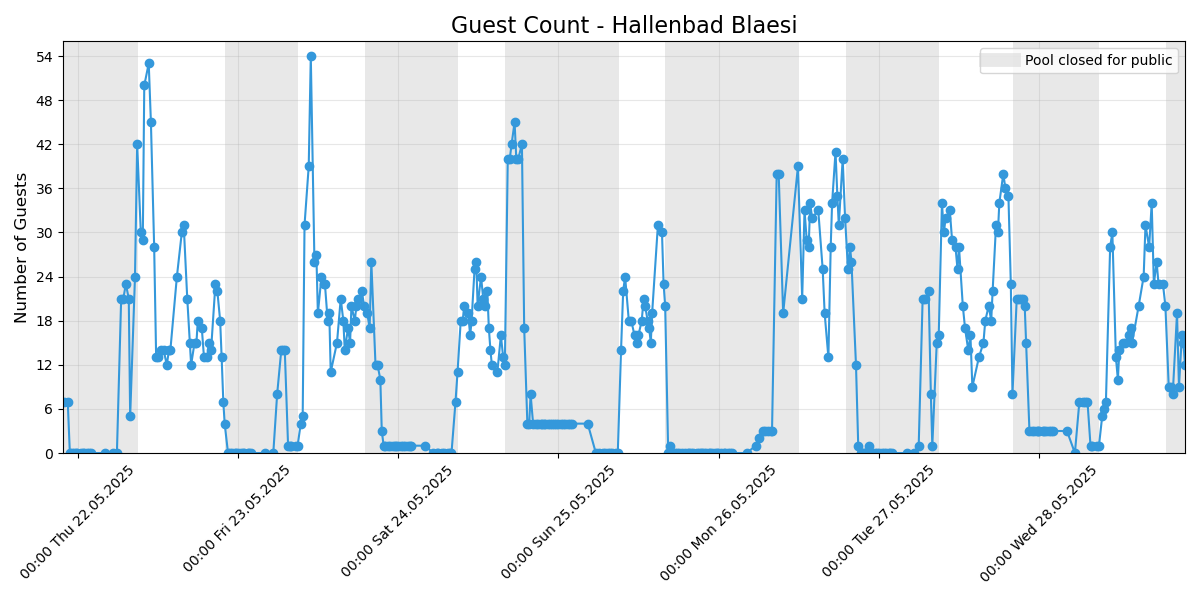 Guest Count - Hallenbad Blaesi
Pool closed for public
Number of Guests
54
48
42
36
30
24
18
12
6
0
00:00 Thu 22.05.2025
00:00 Fri 23.05.2025
00:00 Sat 24.05.2025
00:00 Sun 25.05.2025
00:00 Mon 26.05.2025
00:00 Tue 27.05.2025
00:00 Wed 28.05.2025